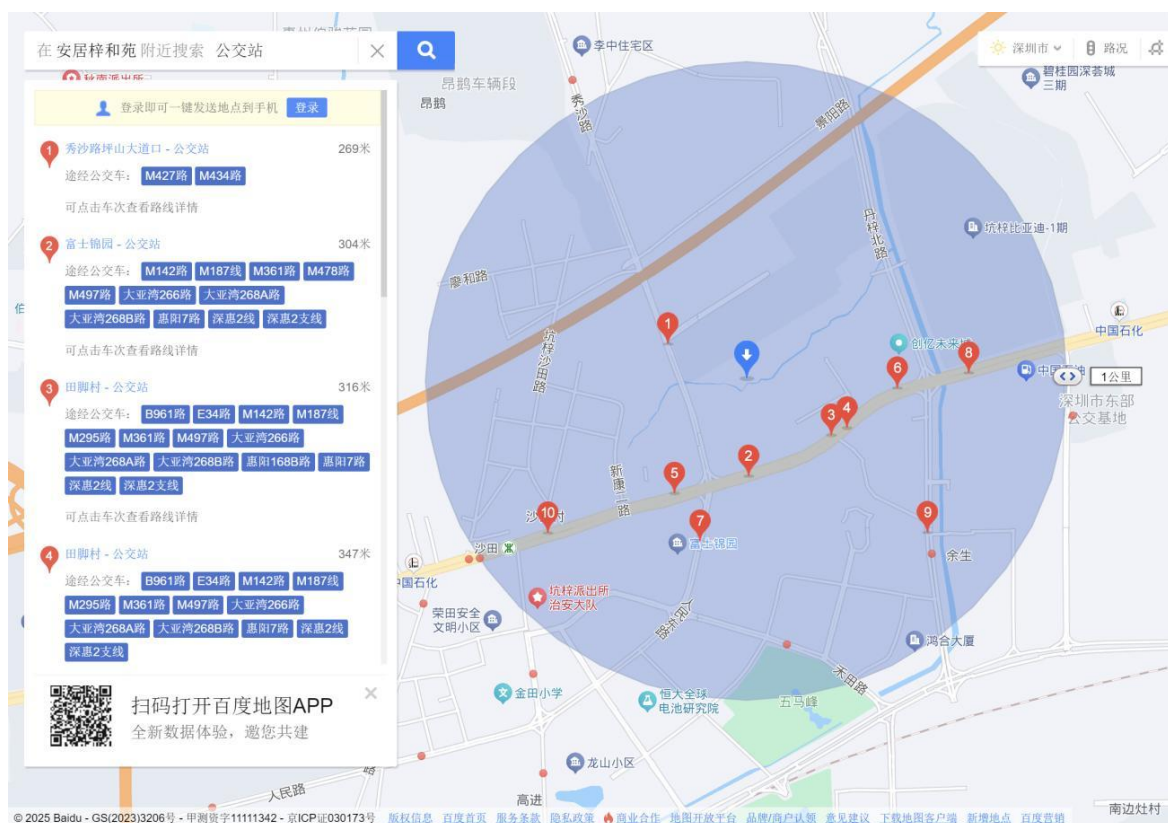 在 安居梓和苑 附近搜索 公交站
登录即可一键发送地点到手机 登录
1 秀沙路坪山大道口 - 公交站 269米
途经公交车： M427路 M434路
可点击车次查看路线详情
2 富士锦园 - 公交站 304米
途经公交车： M142路 M187线 M361路 M478路
M497路 大亚湾266路 大亚湾268A路
大亚湾268B路 惠阳7路 深惠2线 深惠2支线
可点击车次查看路线详情
3 田脚村 - 公交站 316米
途经公交车： B961路 E34路 M142路 M187线
M295路 M361路 M497路 大亚湾266路
大亚湾268A路 大亚湾268B路 惠阳168B路 惠阳7路
深惠2线 深惠2支线
可点击车次查看路线详情
4 田脚村 - 公交站 347米
途经公交车： B961路 E34路 M142路 M187线
M295路 M361路 M497路 大亚湾266路
大亚湾268A路 大亚湾268B路 惠阳7路 深惠2线
深惠2支线
扫码打开百度地图APP
全新数据体验，邀您共建
深圳市 路况
李中住宅区
碧桂园深荟城
三期
昂鹅车辆段
昂鹅
秀沙路
景阳路
丹梓北路
坑梓比亚迪-1期
廖和路
坑梓沙田路
1
创亿未来城
8
中国石化
6
1公里
深圳市东部
公交基地
3
4
2
新康二路
5
10
7
9
沙田
富士锦园
余生
中国石化
坑梓派出所
治安大队
荣田安全
文明小区
人民东路
鸿合大厦
禾田路
金田小学
恒大全球
电池研究院
五马峰
龙山小区
人民路
高进
南边灶村
© 2025 Baidu - GS(2023)3206号 - 甲测资字11111342 - 京ICP证030173号 版权信息 百度首页 服务条款 隐私政策 商业合作 地图开放平台 品牌/商户认领 意见建议 下载地图客户端 新增地点 百度营销